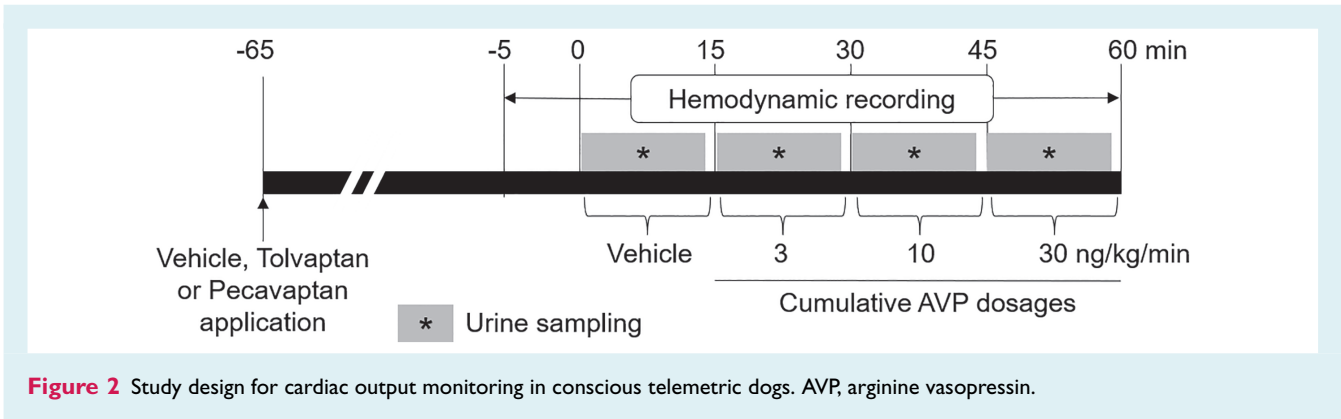 -65 -5 0 15 30 45 60 min
Hemodynamic recording
* * * *
Vehicle 3 10 30 ng/kg/min
Vehicle, Tolvaptan
or Pecavaptan
application
Cumulative AVP dosages
* Urine sampling
Figure 2 Study design for cardiac output monitoring in conscious telemetric dogs. AVP, arginine vasopressin.